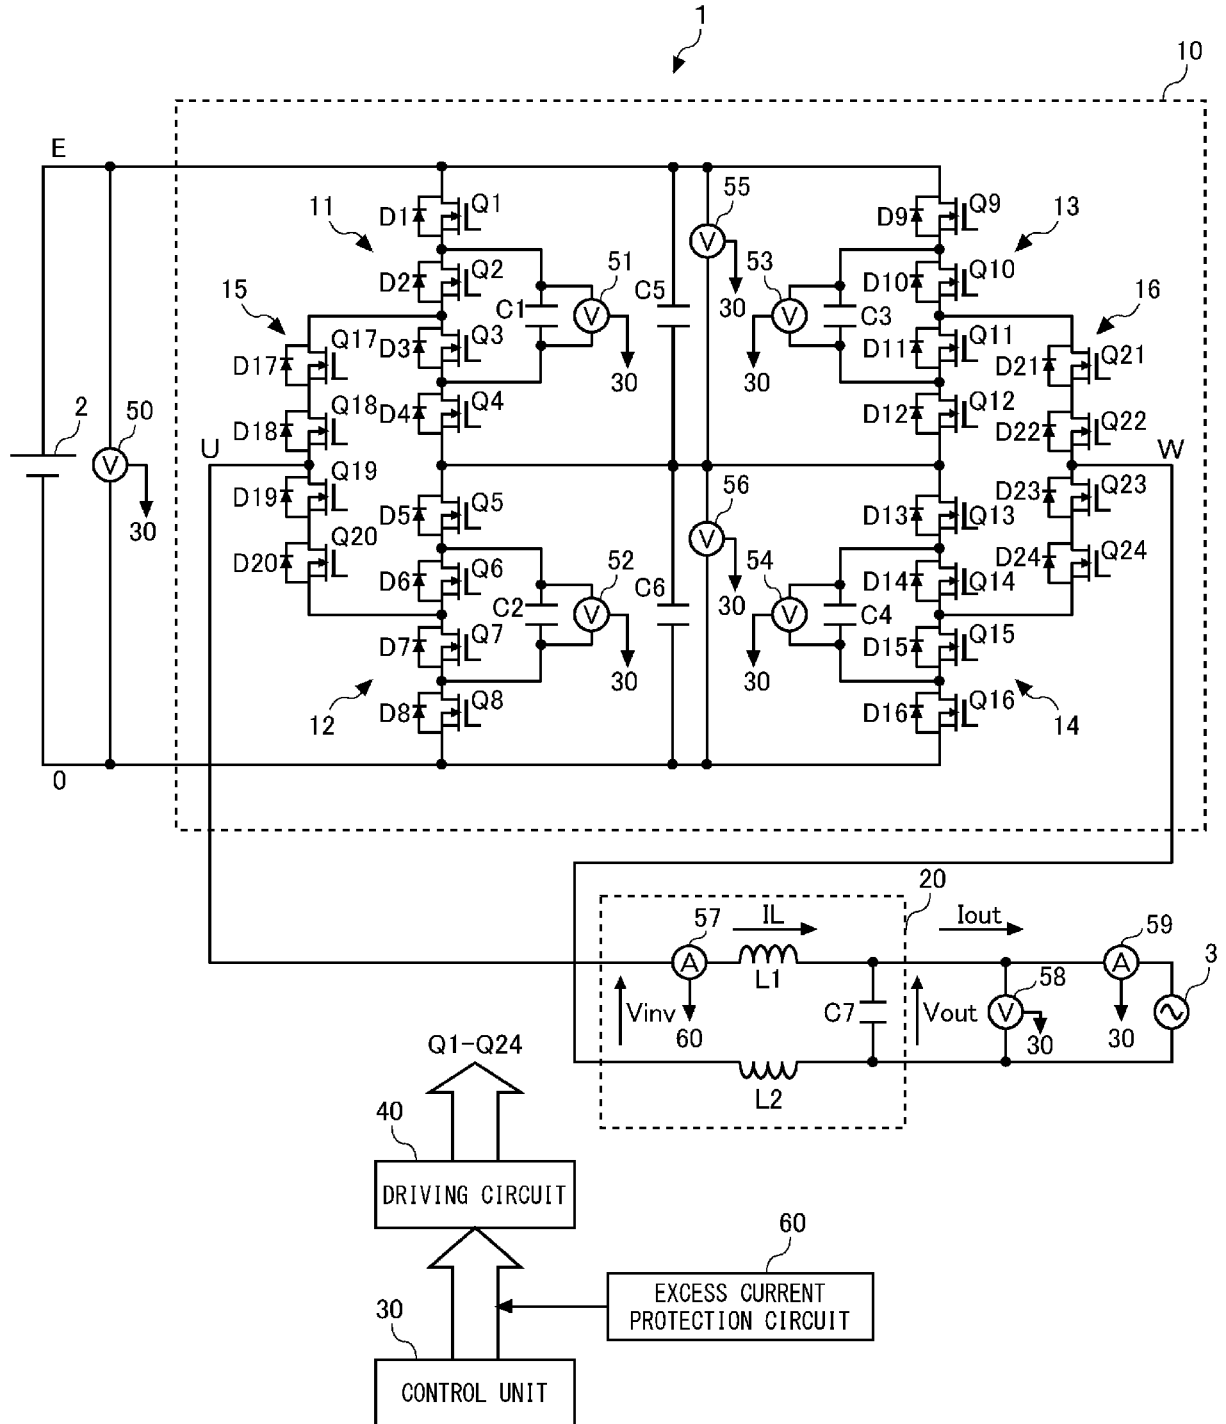 1
10
E
11
D1
Q1
55
V
D9
Q9
13
30
D2
Q2
51
C1
V
30
C5
53
V
30
C3
D10
Q10
15
D3
Q3
D11
Q11
16
D17
Q17
D21
Q21
D4
Q4
D12
Q12
D18
Q18
D22
Q22
2
50
V
30
U
W
D19
Q19
D5
Q5
56
V
30
D13
Q13
D23
Q23
D20
Q20
D6
Q6
52
C2
V
30
C6
54
V
30
C4
D14
Q14
D24
Q24
D7
Q7
D15
Q15
12
D8
Q8
D16
Q16
14
0
20
57
A
60
IL
L1
Iout
59
A
30
3
Vinv
C7
Vout
58
V
30
L2
Q1-Q24
40
DRIVING CIRCUIT
60
EXCESS CURRENT
PROTECTION CIRCUIT
30
CONTROL UNIT